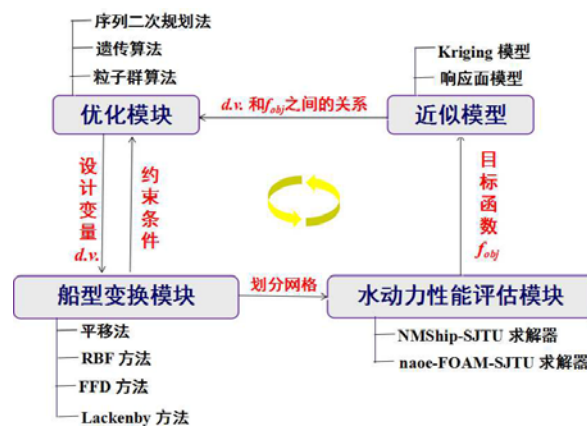 序列二次规划法
遗传算法
粒子群算法
优化模块
Kriging 模型
响应面模型
近似模型
d.v. 和fobj之间的关系
设计变量 d.v.
约束条件
目标函数 fobj
船型变换模块
划分网格
水动力性能评估模块
平移法
RBF 方法
FFD 方法
Lackenby 方法
NMShip-SJTU 求解器
naoe-FOAM-SJTU 求解器